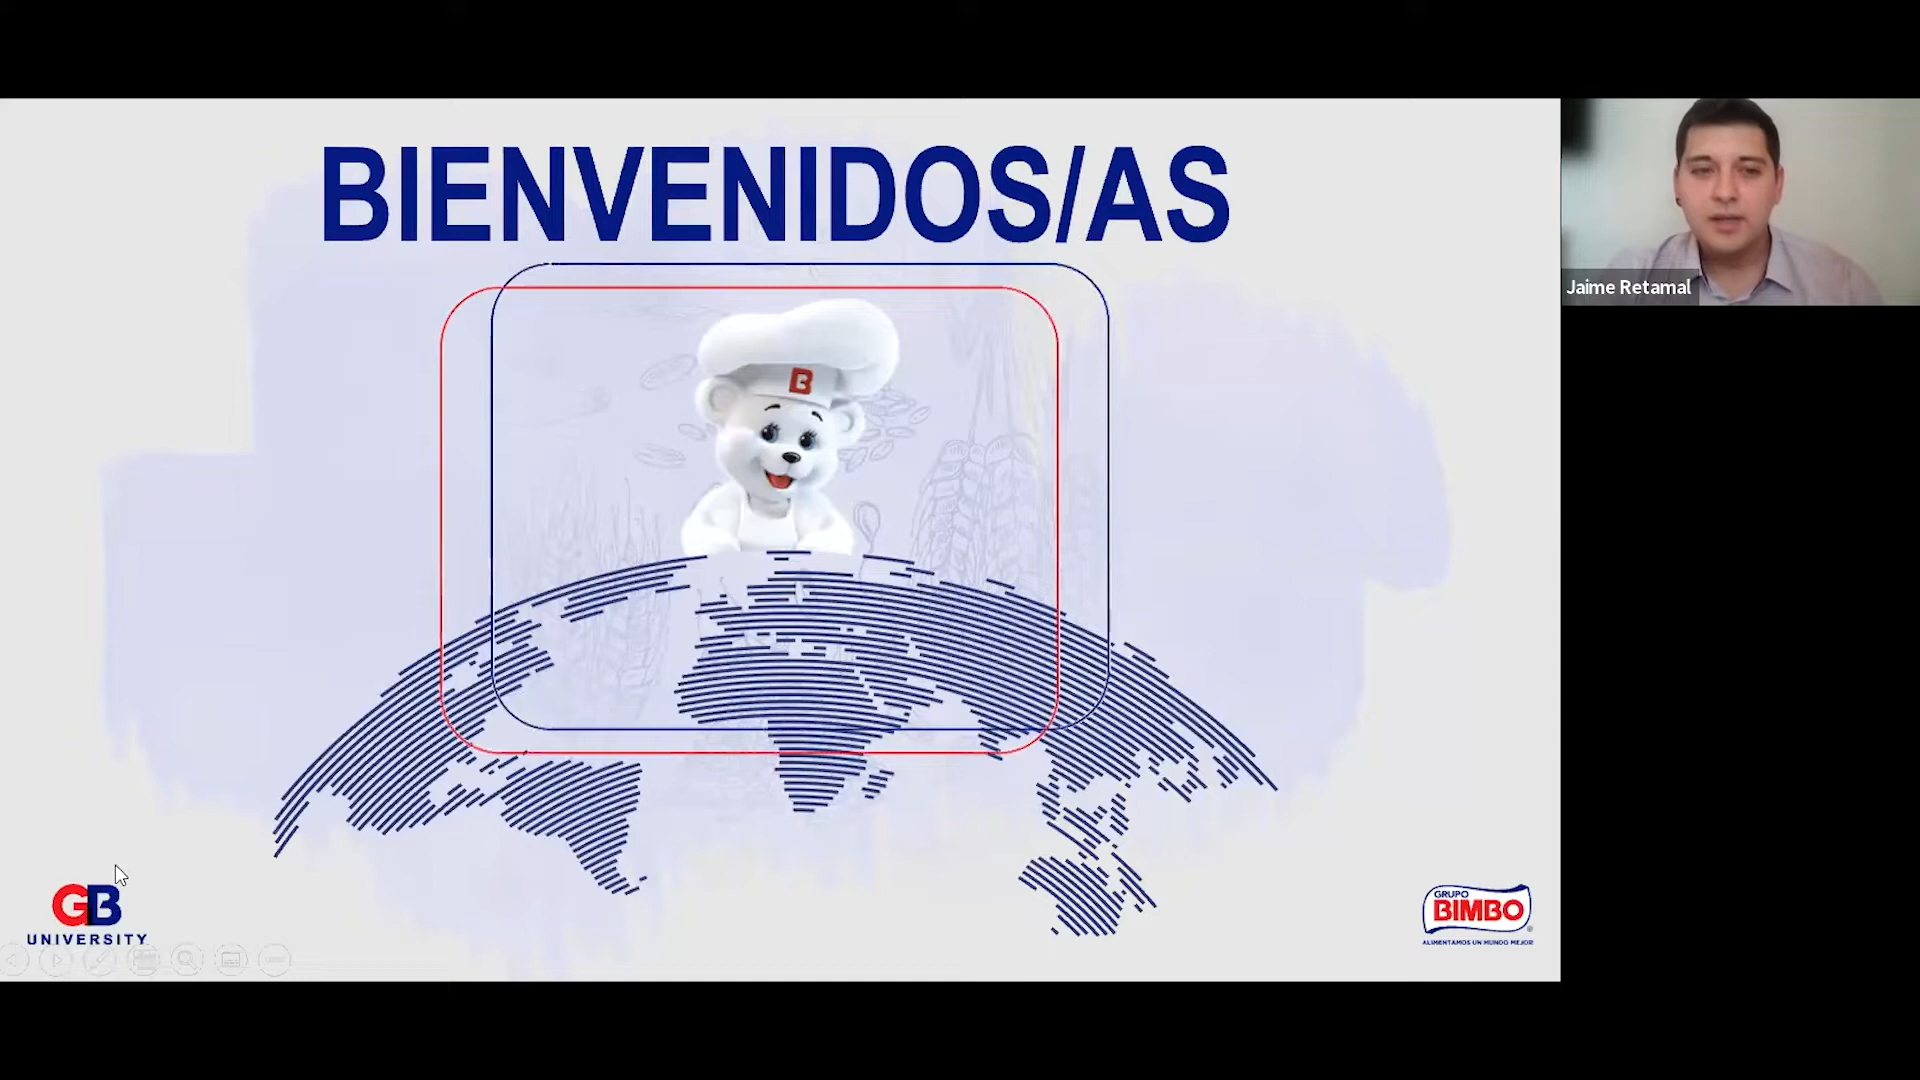 BIENVENIDOS/AS
B
Jaime Retamal
GB
UNIVERSITY
GRUPO
BIMBO
®
ALIMENTAMOS UN MUNDO MEJOR